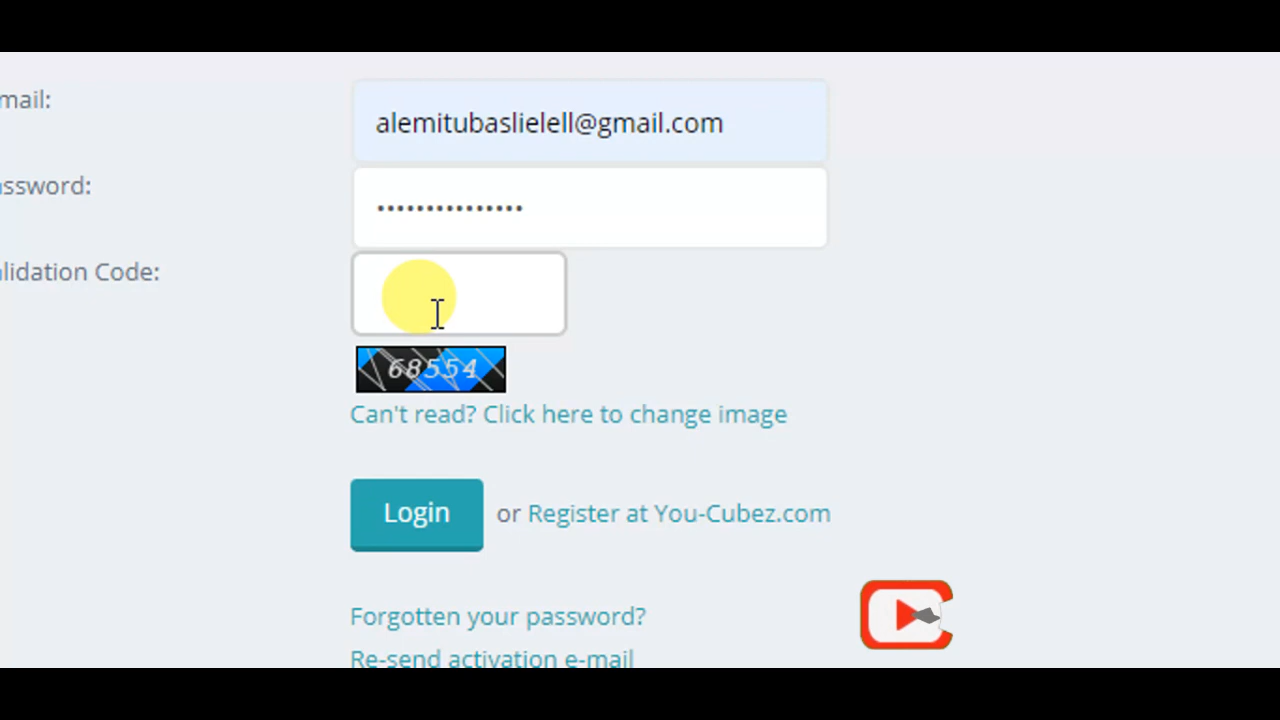 mail:
alemitubaslielell@gmail.com
ssword:
•••••••••••••••
lidation Code:
68554
Can't read? Click here to change image
Login or Register at You-Cubez.com
Forgotten your password?
Re-send activation e-mail